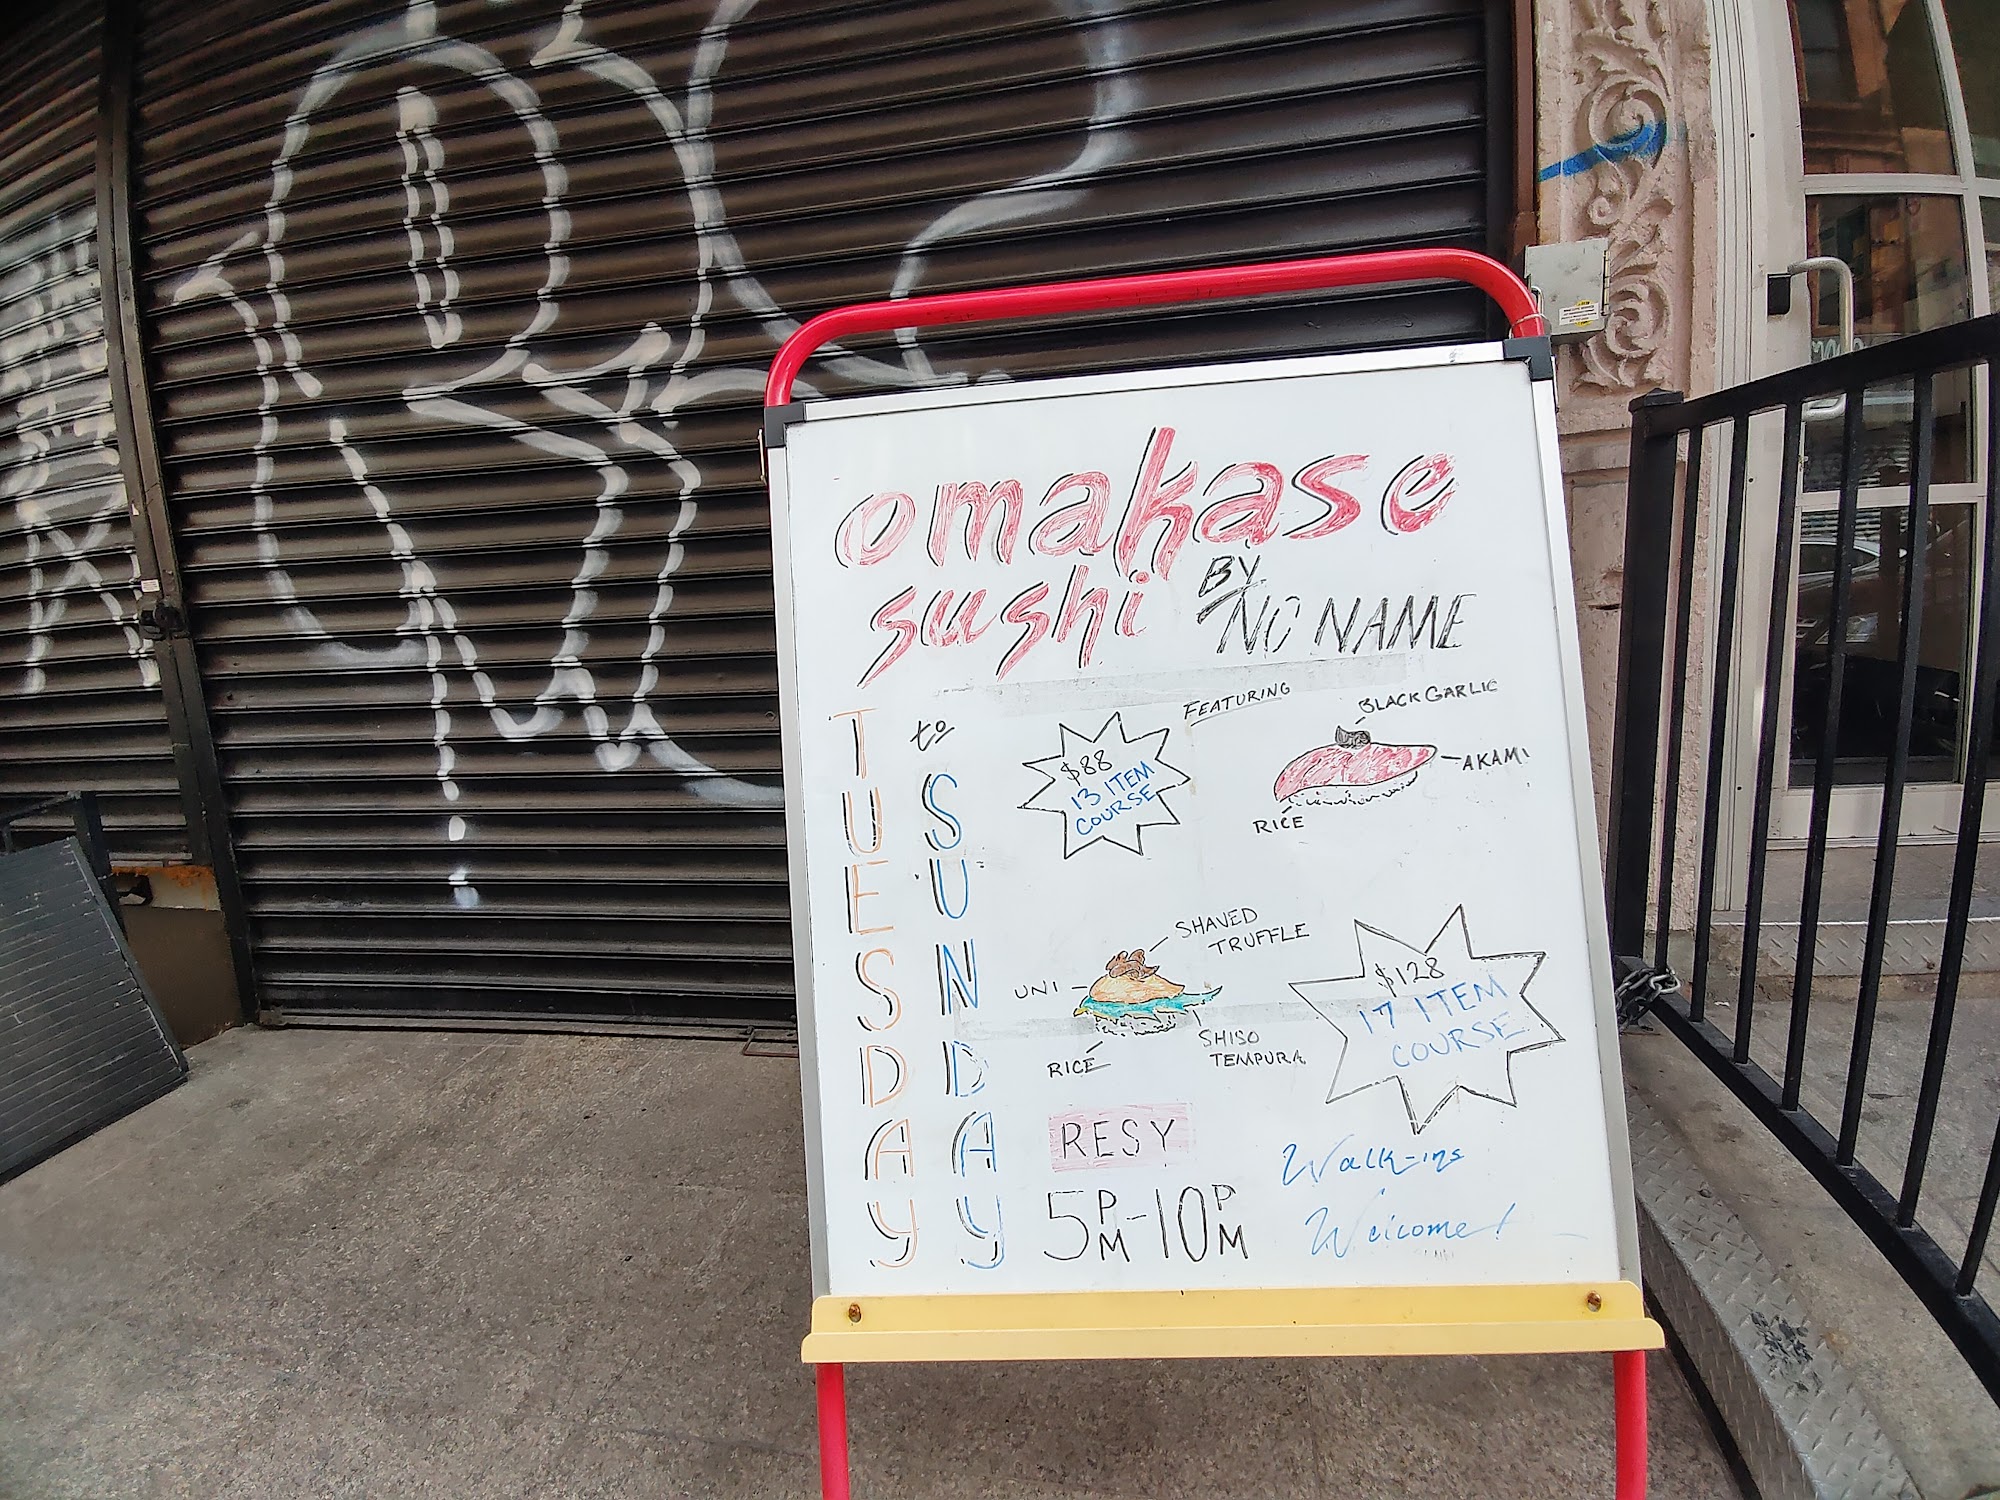 omakase
sushi BY
NO NAME
TUESDAY
to
SUNDAY
FEATURING
$88
13 ITEM
COURSE
BLACK GARLIC
AKAMI
RICE
SHAVED
TRUFFLE
UNI
SHISO
TEMPURA
RICE
$128
17 ITEM
COURSE
RESY
5PM-10PM
Walk-ins
Welcome!